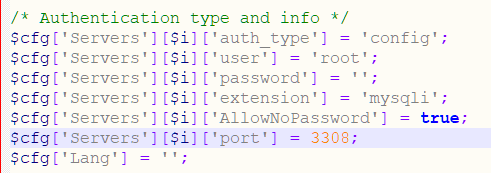 /* Authentication type and info */
$cfg['Servers'][$i]['auth_type'] = 'config';
$cfg['Servers'][$i]['user'] = 'root';
$cfg['Servers'][$i]['password'] = '';
$cfg['Servers'][$i]['extension'] = 'mysqli';
$cfg['Servers'][$i]['AllowNoPassword'] = true;
$cfg['Servers'][$i]['port'] = 3308;
$cfg['Lang'] = '';